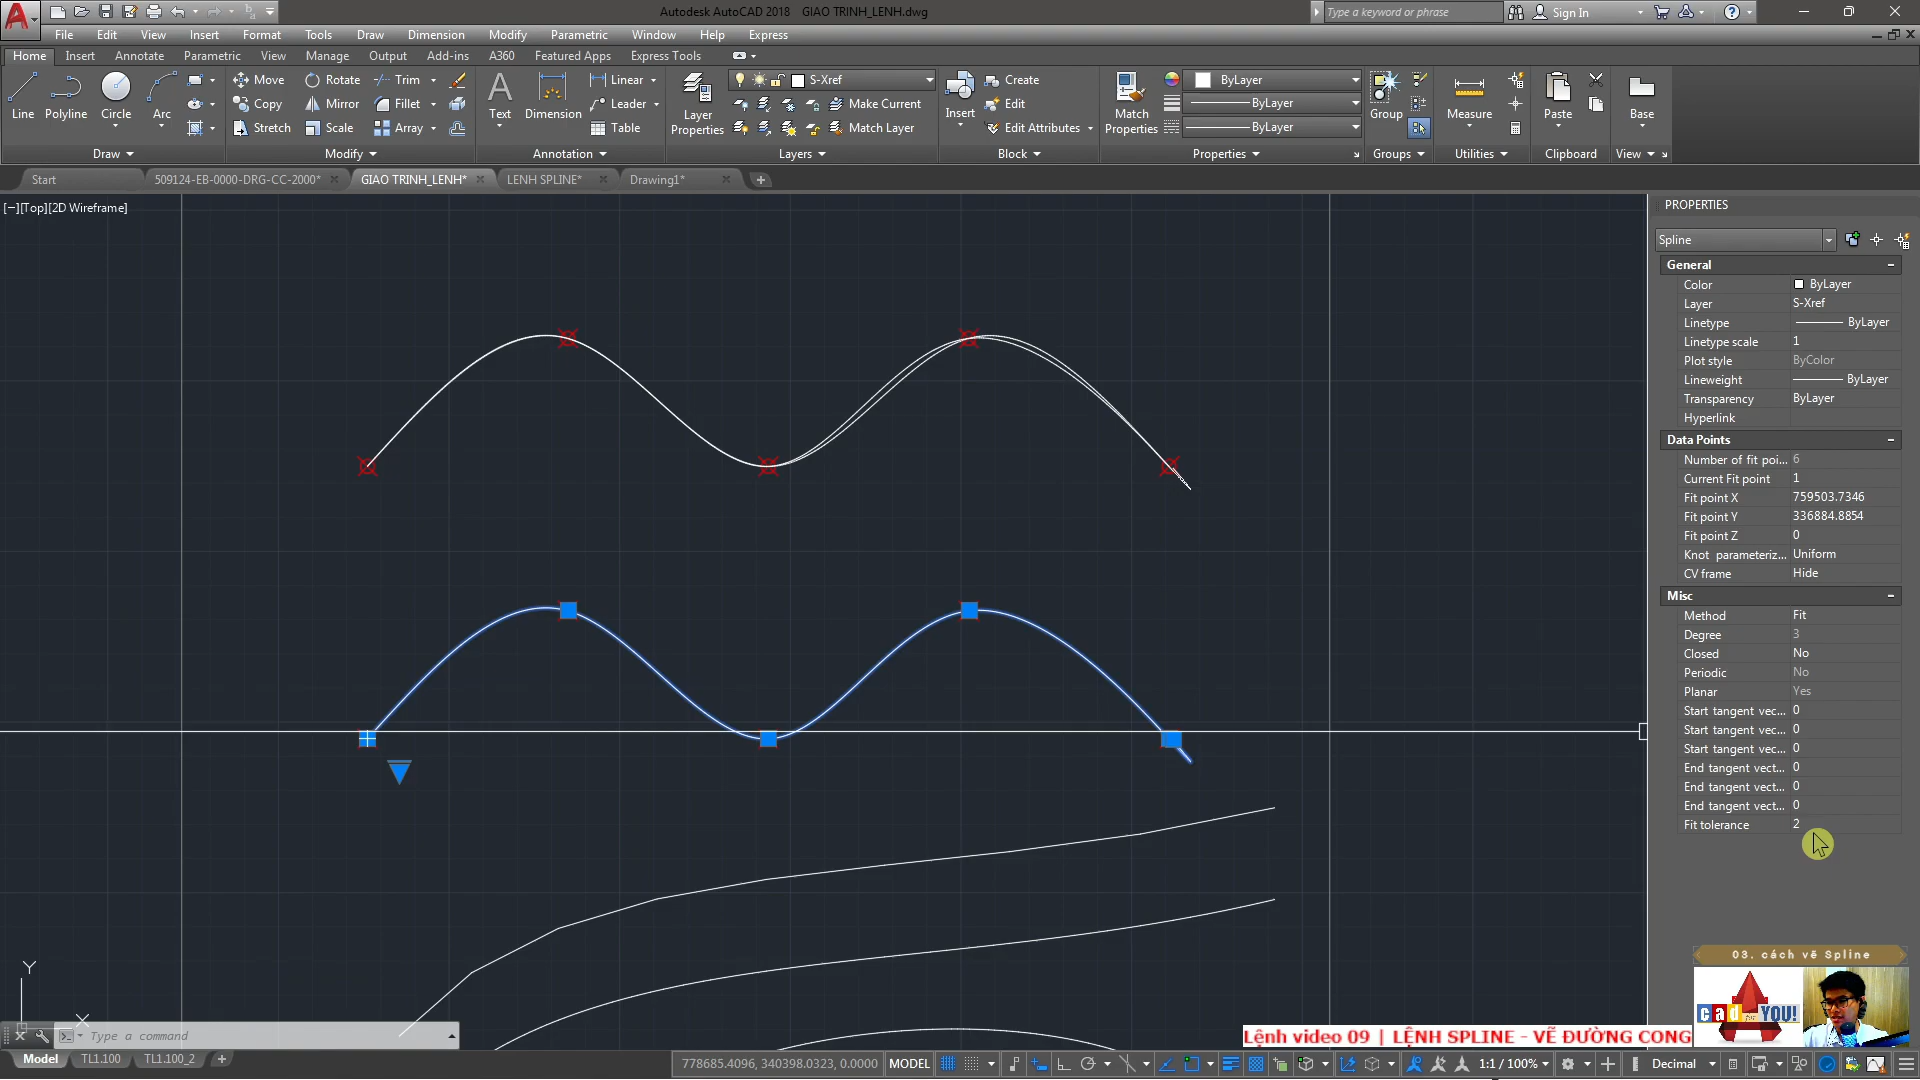 Autodesk AutoCAD 2018 GIAO TRINH_LENH.dwg
Type a keyword or phrase
Sign In
File Edit View Insert Format Tools Draw Dimension Modify Parametric Window Help Express
Home Insert Annotate Parametric View Manage Output Add-ins A360 Featured Apps Express Tools
Line Polyline Circle Arc
Move Rotate Trim
Copy Mirror Fillet
Stretch Scale Array
Text Dimension
Linear
Leader
Table
Layer Properties
S-Xref
Make Current
Match Layer
Insert
Create
Edit
Edit Attributes
Match Properties
ByLayer
ByLayer
ByLayer
Group
Measure
Paste
Base
Draw Modify Annotation Layers Block Properties Groups Utilities Clipboard View
Start 509124-EB-0000-DRG-CC-2000* GIAO TRINH_LENH* LENH SPLINE* Drawing1*
[−][Top][2D Wireframe]
PROPERTIES
Spline
General
Color ByLayer
Layer S-Xref
Linetype ByLayer
Linetype scale 1
Plot style ByColor
Lineweight ByLayer
Transparency ByLayer
Hyperlink
Data Points
Number of fit poi... 6
Current Fit point 1
Fit point X 759503.7346
Fit point Y 336884.8854
Fit point Z 0
Knot parameteriz... Uniform
CV frame Hide
Misc
Method Fit
Degree 3
Closed No
Periodic No
Planar Yes
Start tangent vec... 0
Start tangent vec... 0
Start tangent vec... 0
End tangent vect... 0
End tangent vect... 0
End tangent vect... 0
Fit tolerance 2
03. cách vẽ Spline
cad for YOU!
Y
X
Type a command
Lệnh video 09 | LỆNH SPLINE - VẼ ĐƯỜNG CONG
Model TL1.100 TL1.100_2
778685.4096, 340398.0323, 0.0000 MODEL 1:1 / 100% Decimal